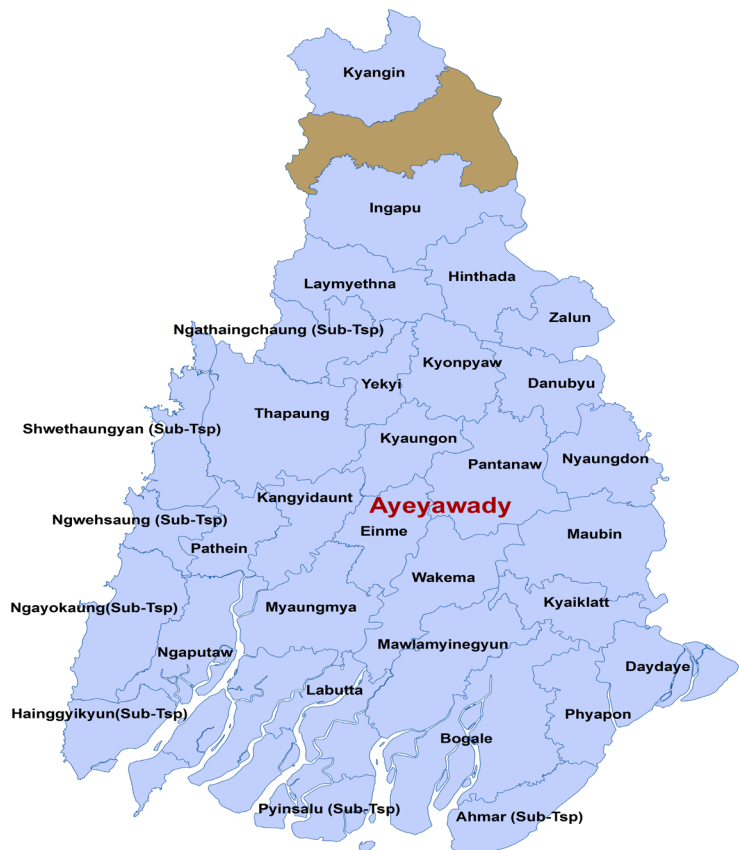 Kyangin
Ingapu
Hinthada
Laymyethna
Zalun
Ngathaingchaung (Sub-Tsp)
Kyonpyaw
Yekyi
Danubyu
Thapaung
Shwethaungyan (Sub-Tsp)
Kyaungon
Nyaungdon
Pantanaw
Kangyidaunt
Ayeyawady
Ngwehsaung (Sub-Tsp)
Einme
Maubin
Pathein
Wakema
Kyaiklatt
Ngayokaung(Sub-Tsp)
Myaungmya
Mawlamyinegyun
Ngaputaw
Daydaye
Labutta
Hainggyikyun(Sub-Tsp)
Phyapon
Bogale
Pyinsalu (Sub-Tsp)
Ahmar (Sub-Tsp)